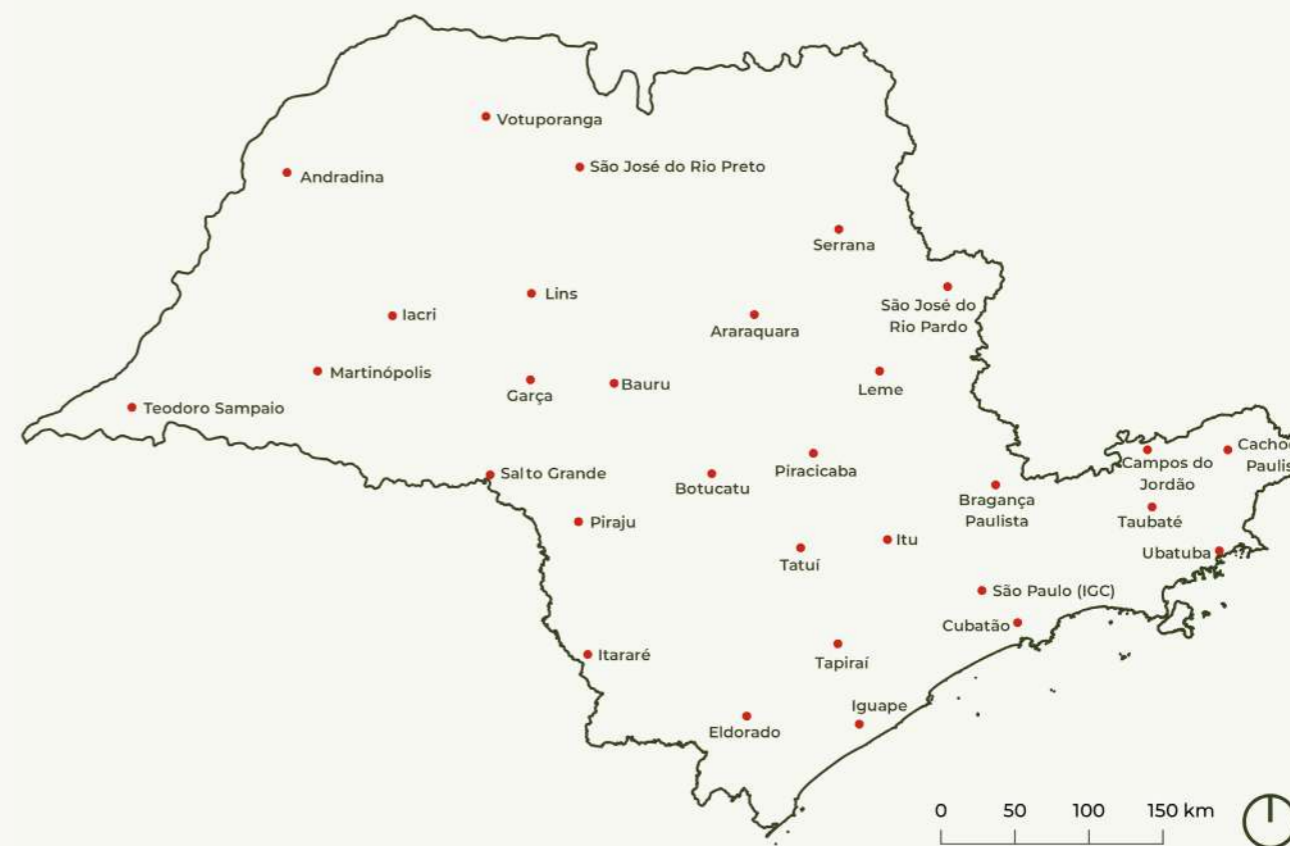 Votuporanga
São José do Rio Preto
Andradina
Serrana
São José do
Rio Pardo
Lins
Iacri
Araraquara
Martinópolis
Garça
Bauru
Leme
Teodoro Sampaio
Salto Grande
Botucatu
Piracicaba
Bragança
Paulista
Campos do
Jordão
Taubaté
Piraju
Tatuí
Itu
Ubatuba
São Paulo (IGC)
Cubatão
Itararé
Tapiraí
Iguape
Eldorado
0 50 100 150 km